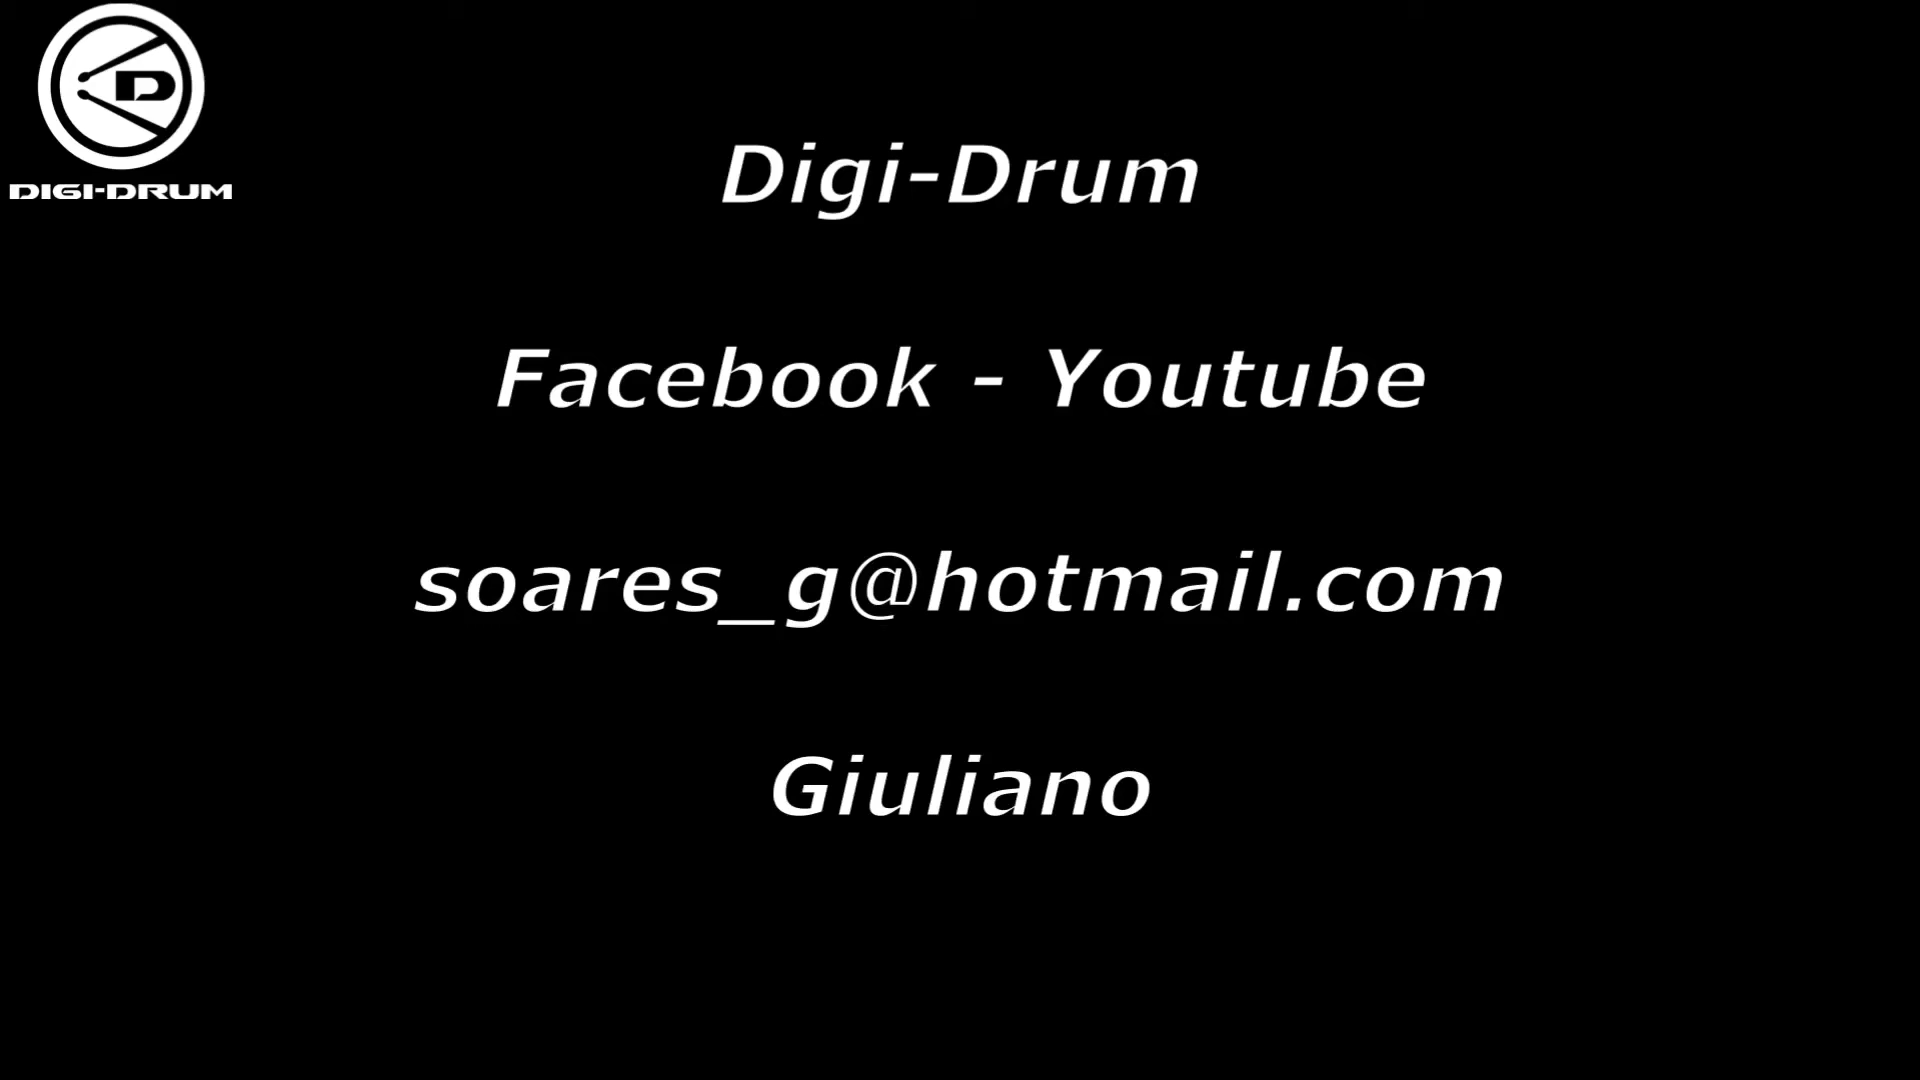 DIGI-DRUM
Digi-Drum
Facebook - Youtube
soares_g@hotmail.com
Giuliano